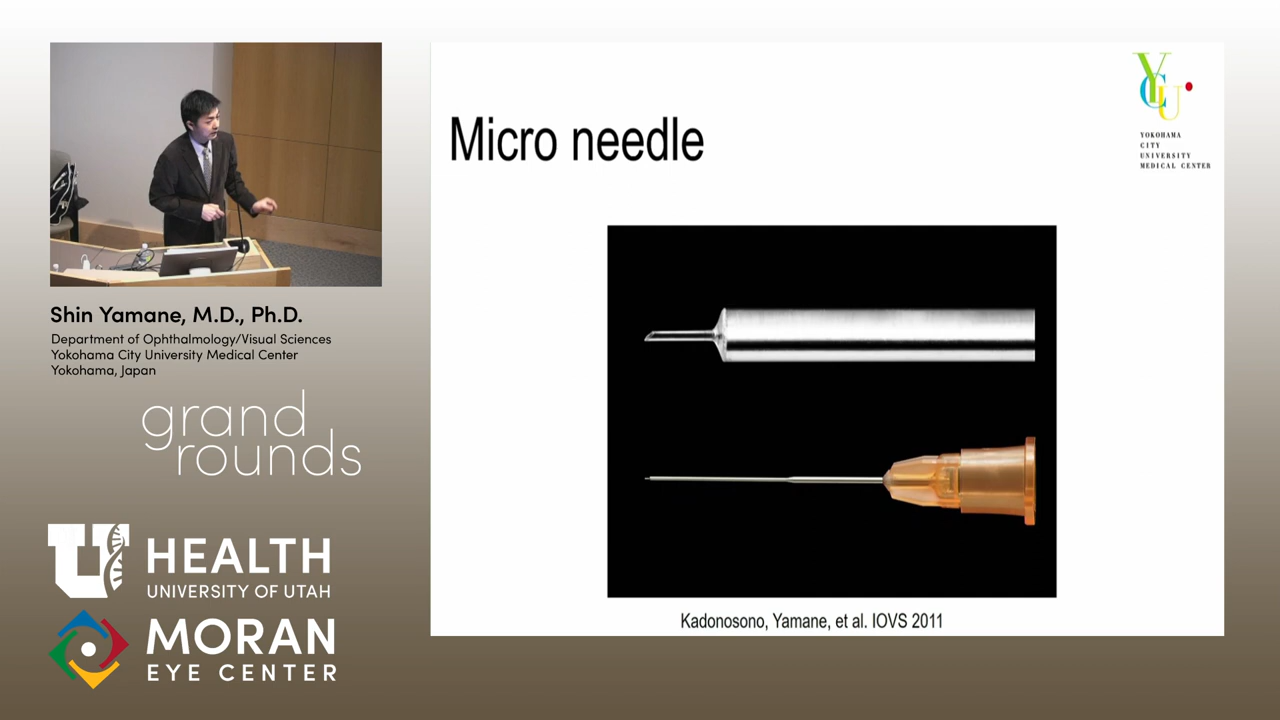 Shin Yamane, M.D., Ph.D.
Department of Ophthalmology/Visual Sciences
Yokohama City University Medical Center
Yokohama, Japan
grand
rounds
U HEALTH
UNIVERSITY OF UTAH
MORAN
EYE CENTER
Micro needle
YCU
YOKOHAMA
CITY
UNIVERSITY
MEDICAL CENTER
Kadonosono, Yamane, et al. IOVS 2011